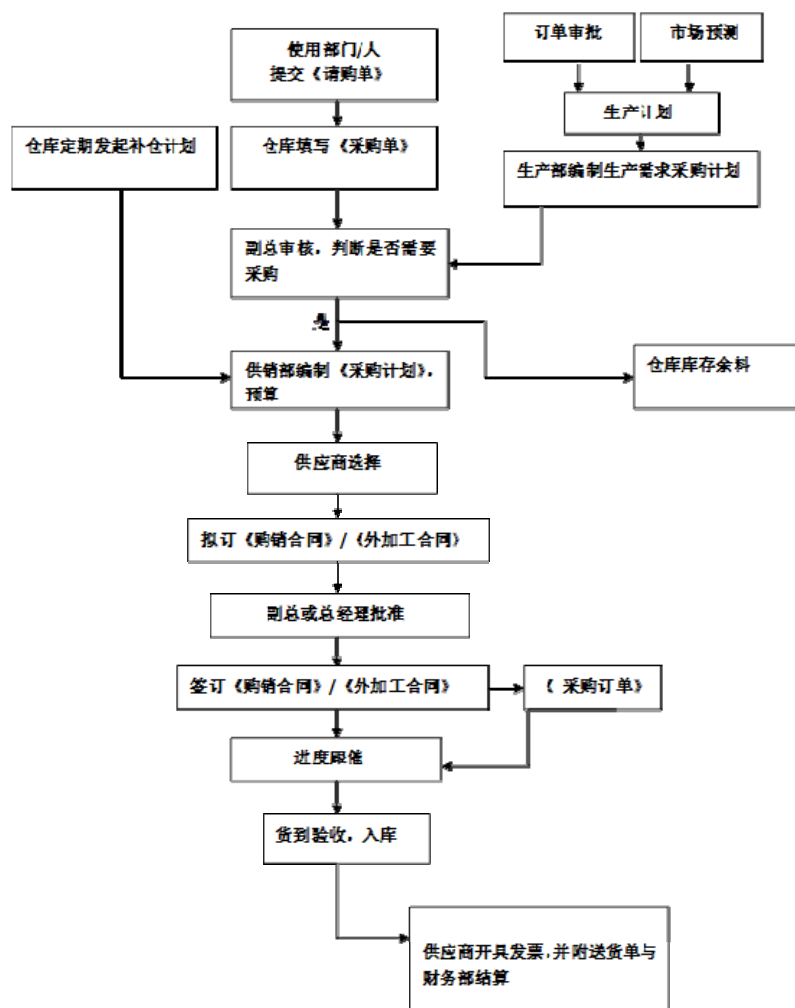 使用部门/人
提交《请购单》
订单审批
市场预测
生产计划
仓库定期发起补仓计划
仓库填写《采购单》
生产部编制生产需求采购计划
副总审核，判断是否需要
采购
是
供销部编制《采购计划》，
预算
仓库库存余料
供应商选择
拟订《购销合同》/《外加工合同》
副总或总经理批准
签订《购销合同》/《外加工合同》
《 采购订单》
进度跟催
货到验收，入库
供应商开具发票,并附送货单与
财务部结算